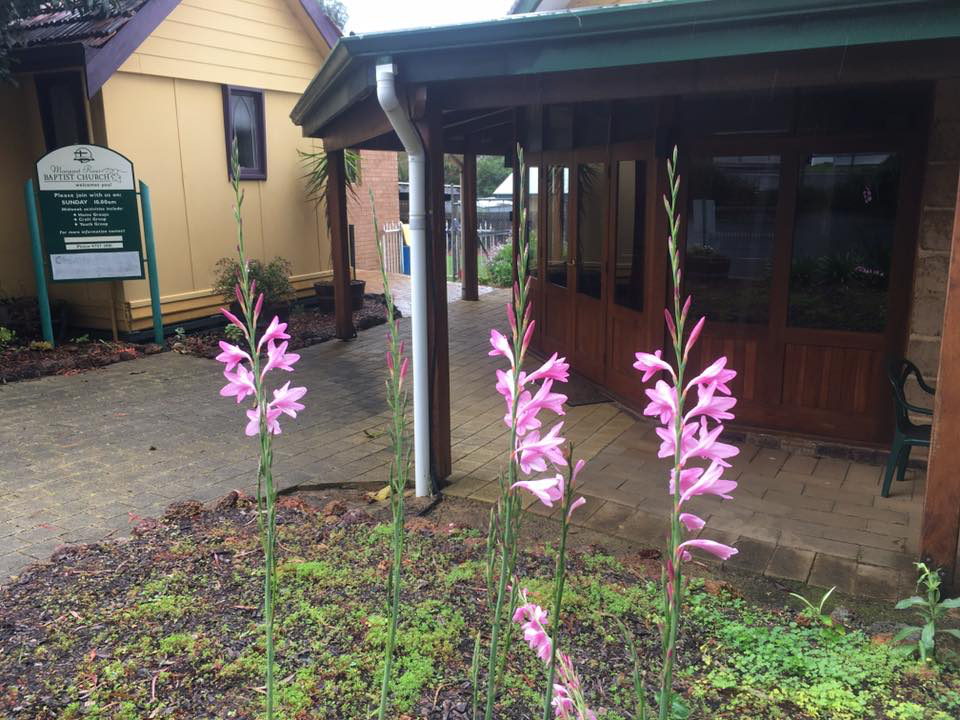 Margaret River
BAPTIST CHURCH
welcomes you
Please join with us on:
SUNDAY 10.00am
Midweek activities include:
Home Groups
Craft Group
Youth Group
For more information contact